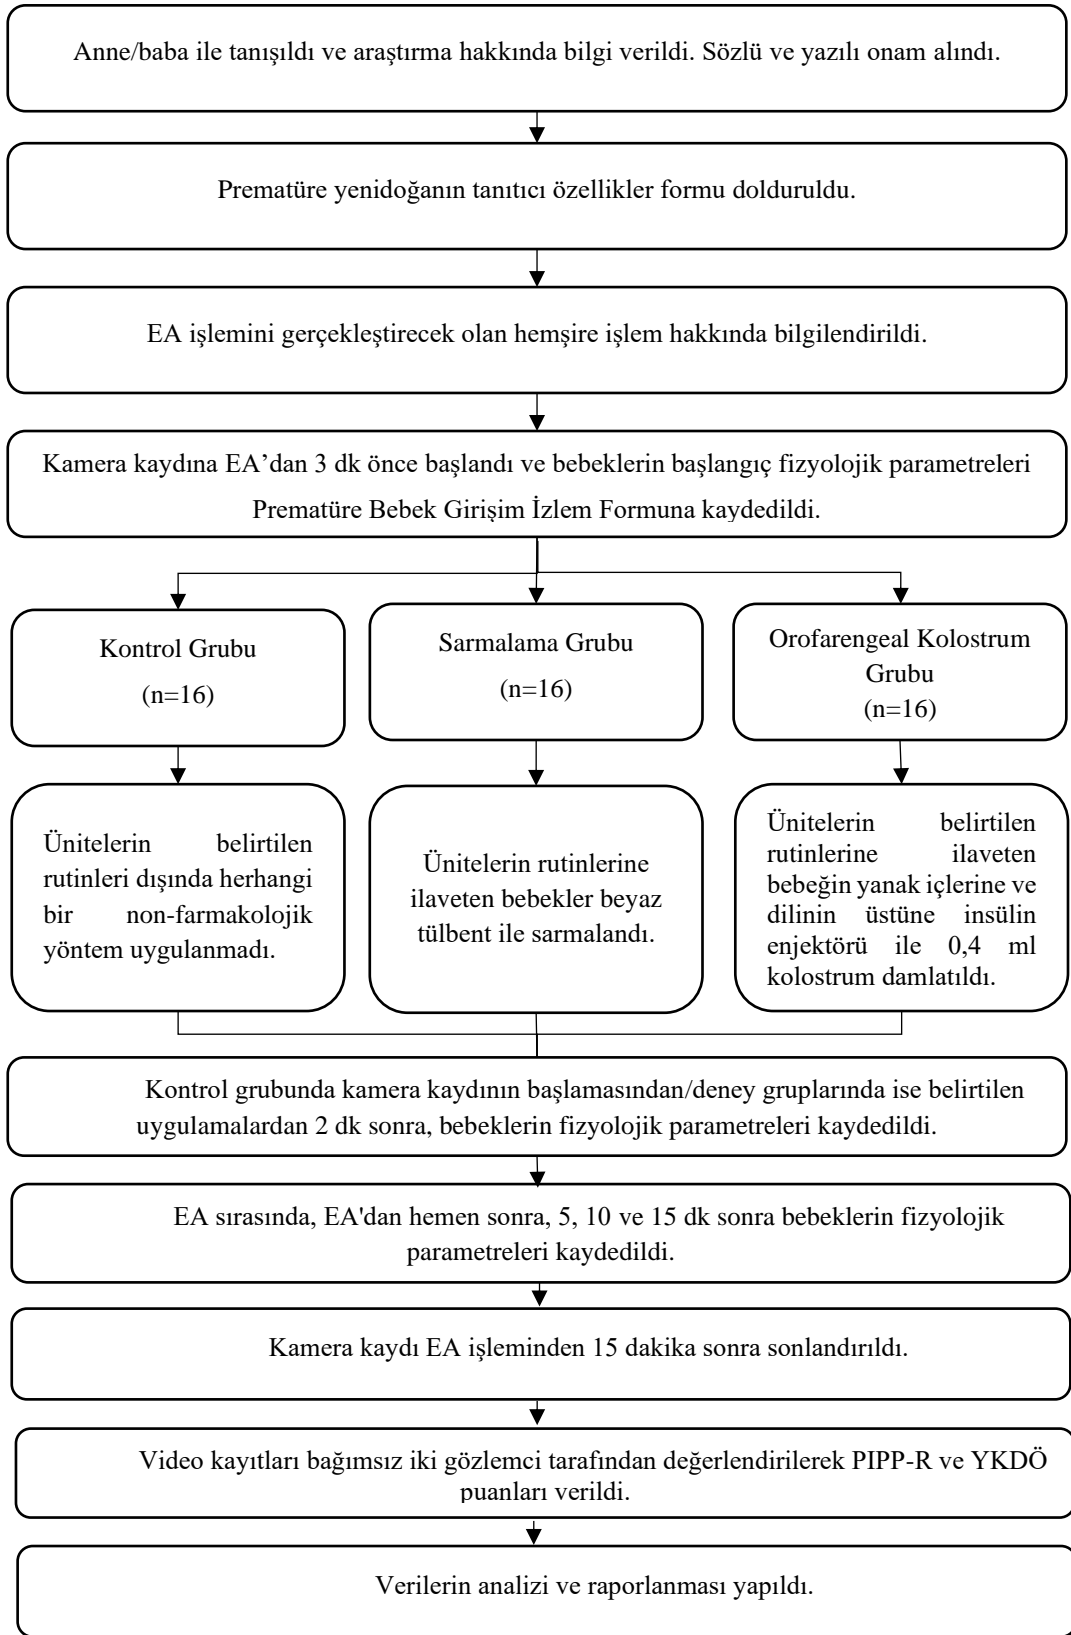 Anne/baba ile tanışıldı ve araştırma hakkında bilgi verildi. Sözlü ve yazılı onam alındı.
Prematüre yenidoğanın tanıtıcı özellikler formu dolduruldu.
EA işlemini gerçekleştirecek olan hemşire işlem hakkında bilgilendirildi.
Kamera kaydına EA’dan 3 dk önce başlandı ve bebeklerin başlangıç fizyolojik parametreleri
Prematüre Bebek Girişim İzlem Formuna kaydedildi.
Kontrol Grubu
(n=16)
Sarmalama Grubu
(n=16)
Orofarengeal Kolostrum
Grubu
(n=16)
Ünitelerin belirtilen
rutinleri dışında herhangi
bir non-farmakolojik
yöntem uygulanmadı.
Ünitelerin rutinlerine
ilaveten bebekler beyaz
tülbent ile sarmalandı.
Ünitelerin belirtilen
rutinlerine ilaveten
bebeğin yanak içlerine ve
dilinin üstüne insülin
enjektörü ile 0,4 ml
kolostrum damlatıldı.
Kontrol grubunda kamera kaydının başlamasından/deney gruplarında ise belirtilen
uygulamalardan 2 dk sonra, bebeklerin fizyolojik parametreleri kaydedildi.
EA sırasında, EA'dan hemen sonra, 5, 10 ve 15 dk sonra bebeklerin fizyolojik
parametreleri kaydedildi.
Kamera kaydı EA işleminden 15 dakika sonra sonlandırıldı.
Video kayıtları bağımsız iki gözlemci tarafından değerlendirilerek PIPP-R ve YKDÖ
puanları verildi.
Verilerin analizi ve raporlanması yapıldı.